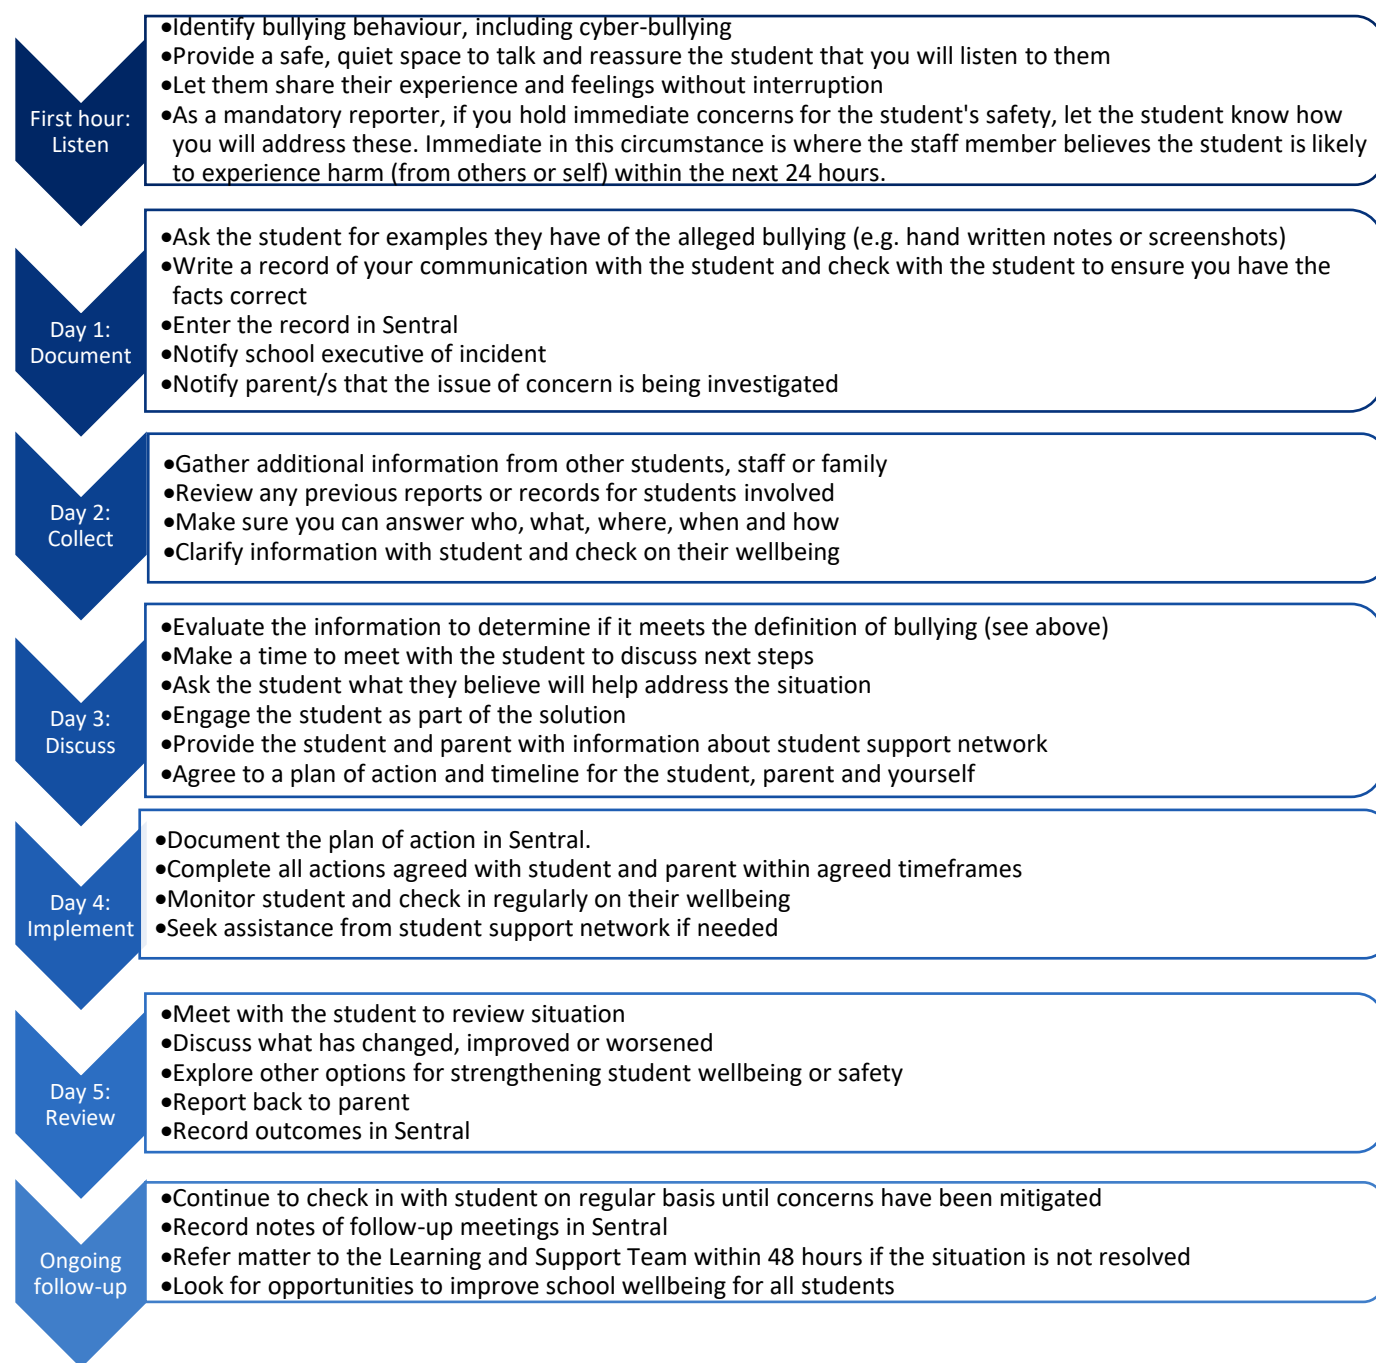 First hour:
Listen
•Identify bullying behaviour, including cyber-bullying
•Provide a safe, quiet space to talk and reassure the student that you will listen to them
•Let them share their experience and feelings without interruption
•As a mandatory reporter, if you hold immediate concerns for the student's safety, let the student know how
you will address these. Immediate in this circumstance is where the staff member believes the student is likely
to experience harm (from others or self) within the next 24 hours.
Day 1:
Document
•Ask the student for examples they have of the alleged bullying (e.g. hand written notes or screenshots)
•Write a record of your communication with the student and check with the student to ensure you have the
facts correct
•Enter the record in Sentral
•Notify school executive of incident
•Notify parent/s that the issue of concern is being investigated
Day 2:
Collect
•Gather additional information from other students, staff or family
•Review any previous reports or records for students involved
•Make sure you can answer who, what, where, when and how
•Clarify information with student and check on their wellbeing
Day 3:
Discuss
•Evaluate the information to determine if it meets the definition of bullying (see above)
•Make a time to meet with the student to discuss next steps
•Ask the student what they believe will help address the situation
•Engage the student as part of the solution
•Provide the student and parent with information about student support network
•Agree to a plan of action and timeline for the student, parent and yourself
Day 4:
Implement
•Document the plan of action in Sentral.
•Complete all actions agreed with student and parent within agreed timeframes
•Monitor student and check in regularly on their wellbeing
•Seek assistance from student support network if needed
Day 5:
Review
•Meet with the student to review situation
•Discuss what has changed, improved or worsened
•Explore other options for strengthening student wellbeing or safety
•Report back to parent
•Record outcomes in Sentral
Ongoing
follow-up
•Continue to check in with student on regular basis until concerns have been mitigated
•Record notes of follow-up meetings in Sentral
•Refer matter to the Learning and Support Team within 48 hours if the situation is not resolved
•Look for opportunities to improve school wellbeing for all students